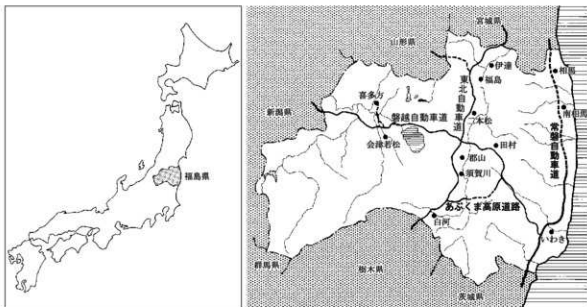 福島県
宮城県
山形県
新潟県
群馬県
栃木県
茨城県
伊達
福島
相馬
喜多方
東北自動車道
南相馬
磐越自動車道
二本松
常磐自動車道
会津若松
田村
郡山
須賀川
あぶくま高原道路
白河
いわき